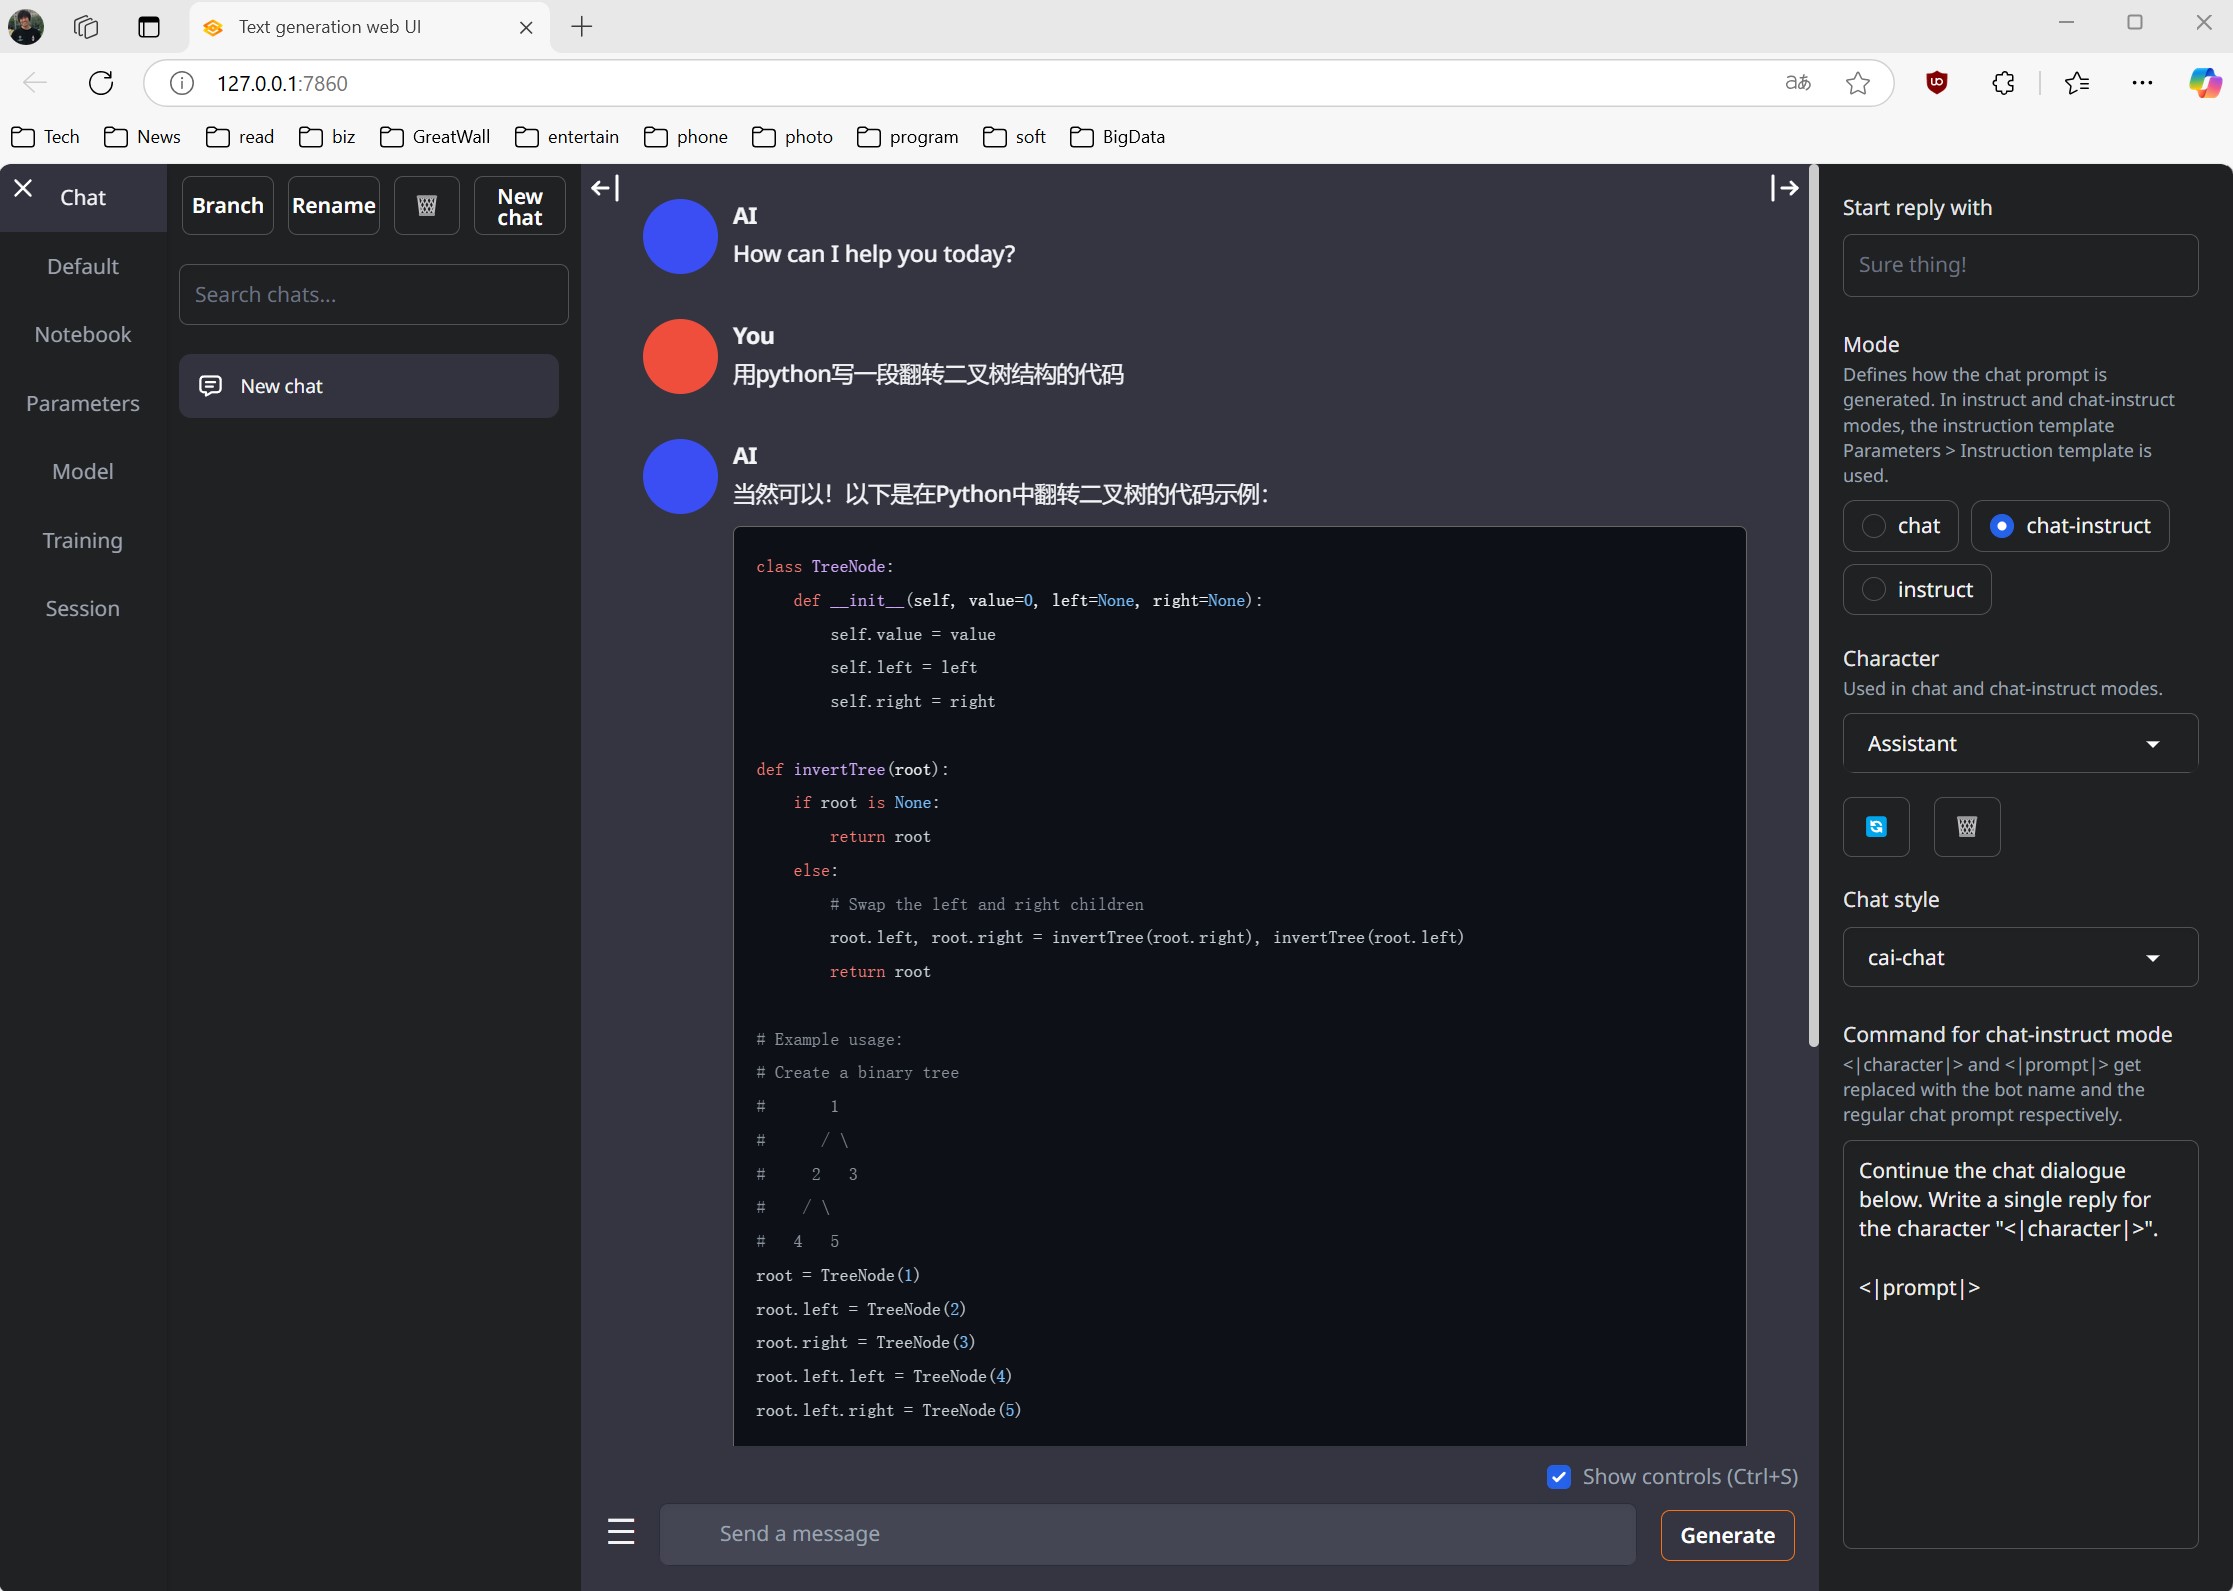 Text generation web UI
127.0.0.1:7860
Tech News read biz GreatWall entertain phone photo program soft BigData
Chat
Default
Notebook
Parameters
Model
Training
Session
Branch Rename New chat
Search chats...
New chat
AI
How can I help you today?
You
用python写一段翻转二叉树结构的代码
AI
当然可以！以下是在Python中翻转二叉树的代码示例：
class TreeNode:
    def __init__(self, value=0, left=None, right=None):
        self.value = value
        self.left = left
        self.right = right
def invertTree(root):
    if root is None:
        return root
    else:
        # Swap the left and right children
        root.left, root.right = invertTree(root.right), invertTree(root.left)
        return root
# Example usage:
# Create a binary tree
#       1
#      / \
#     2   3
#    / \
#   4   5
root = TreeNode(1)
root.left = TreeNode(2)
root.right = TreeNode(3)
root.left.left = TreeNode(4)
root.left.right = TreeNode(5)
Show controls (Ctrl+S)
Send a message
Generate
Start reply with
Sure thing!
Mode
Defines how the chat prompt is
generated. In instruct and chat-instruct
modes, the instruction template
Parameters > Instruction template is
used.
chat chat-instruct
instruct
Character
Used in chat and chat-instruct modes.
Assistant
Chat style
cai-chat
Command for chat-instruct mode
<|character|> and <|prompt|> get
replaced with the bot name and the
regular chat prompt respectively.
Continue the chat dialogue
below. Write a single reply for
the character "<|character|>".
<|prompt|>